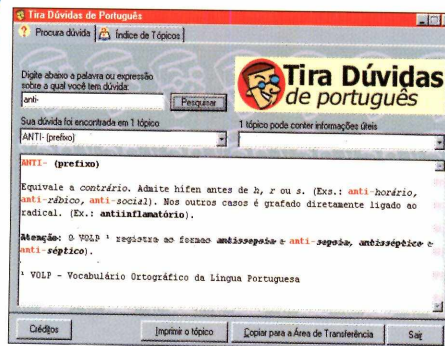 Tira Dúvidas de Português
Procura dúvida
Índice de Tópicos
Digite abaixo a palavra ou expressão
sobre a qual você tem dúvida:
anti-
Pesquisar
Tira Dúvidas
de português
Sua dúvida foi encontrada em 1 tópico
1 tópico pode conter informações úteis
ANTI- (prefixo)
ANTI- (prefixo)
Equivale a contrário. Admite hífen antes de h, r ou s. (Exs.: anti-horário,
anti-rábico, anti-social). Nos outros casos é grafado diretamente ligado ao
radical. (Ex.: antiinflamatório).
Atenção: O VOLP ¹ registra as formas antissepsia e anti-sepsia, antisséptico e
anti-séptico).
¹ VOLP - Vocabulário Ortográfico da Língua Portuguesa
Créditos
Imprimir o tópico
Copiar para a Área de Transferência
Sair